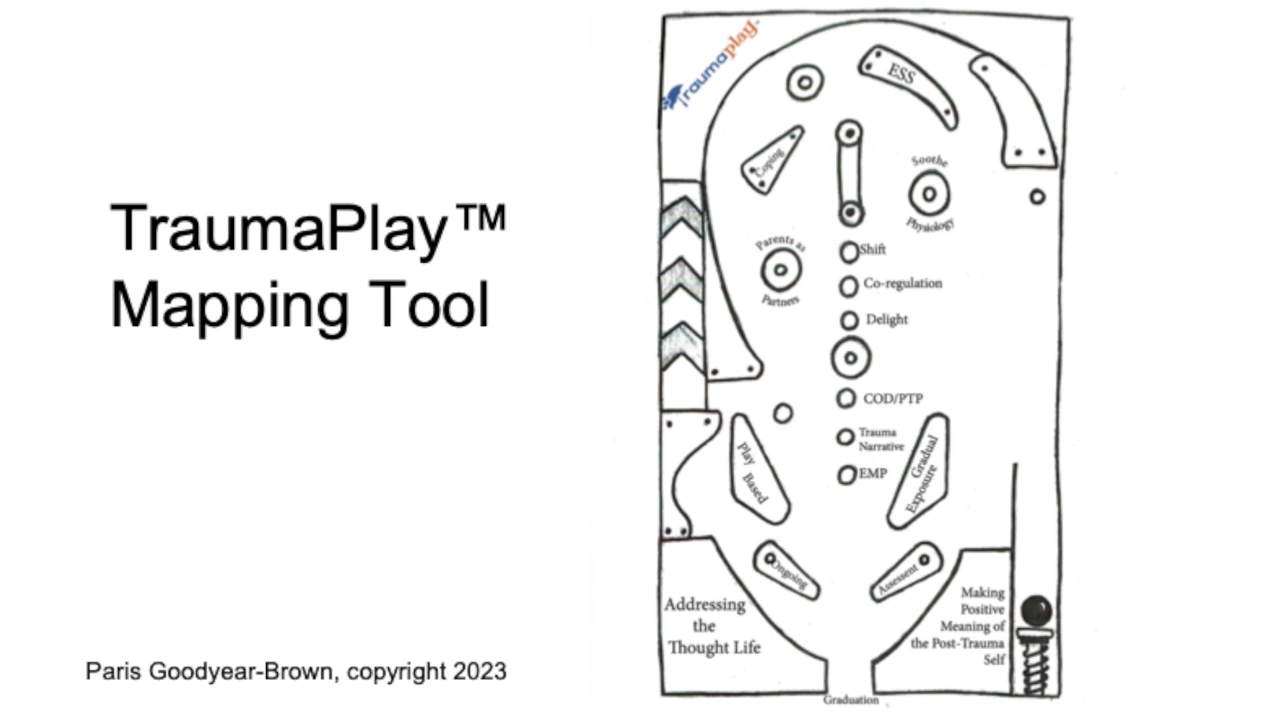 TraumaPlay™
Mapping Tool
Paris Goodyear-Brown, copyright 2023
Traumaplay™
ESS
Coping
Soothe
Physiology
Parents as
Partners
Shift
Co-regulation
Delight
COD/PTP
Trauma
Narrative
EMP
Play Based
Gradual
Exposure
Ongoing
Assessent
Addressing
the
Thought Life
Making
Positive
Meaning of
the Post-Trauma
Self
Graduation